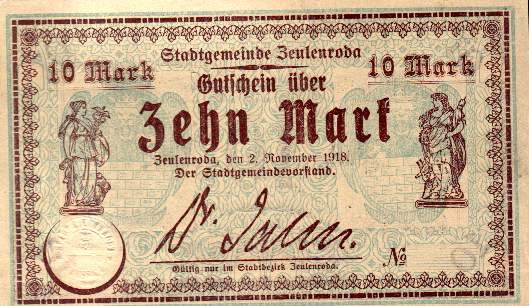 Stadtgemeinde Zeulenroda
10 Mark
10 Mark
Gutschein über
Zehn Mark
Zeulenroda, den 2. November 1918.
Der Stadtgemeindevorstand.
Dr.
№
Gültig nur im Stadtbezirk Zeulenroda.